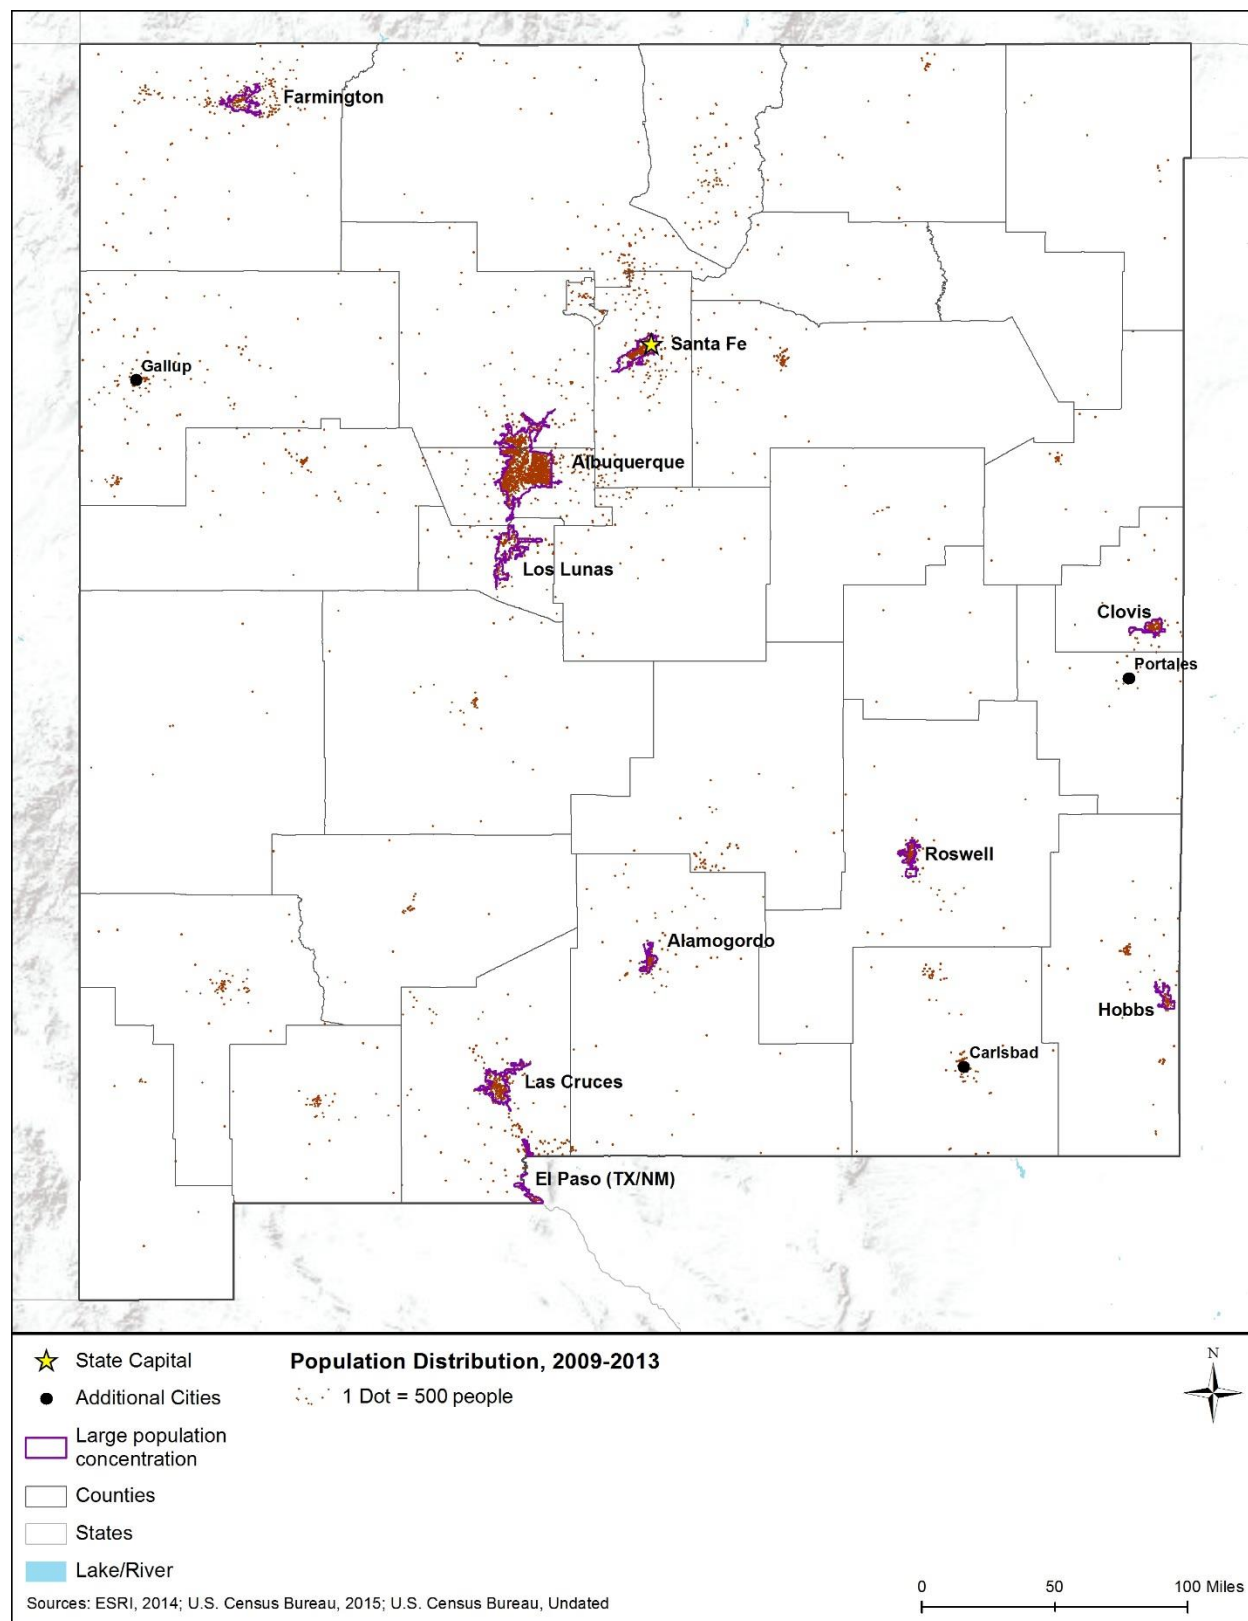 Farmington
Santa Fe
Gallup
Albuquerque
Los Lunas
Clovis
Portales
Roswell
Alamogordo
Hobbs
Carlsbad
Las Cruces
El Paso (TX/NM)
State Capital
Population Distribution, 2009-2013
N
Additional Cities
1 Dot = 500 people
Large population
concentration
Counties
States
Lake/River
Sources: ESRI, 2014; U.S. Census Bureau, 2015; U.S. Census Bureau, Undated
0 50 100 Miles